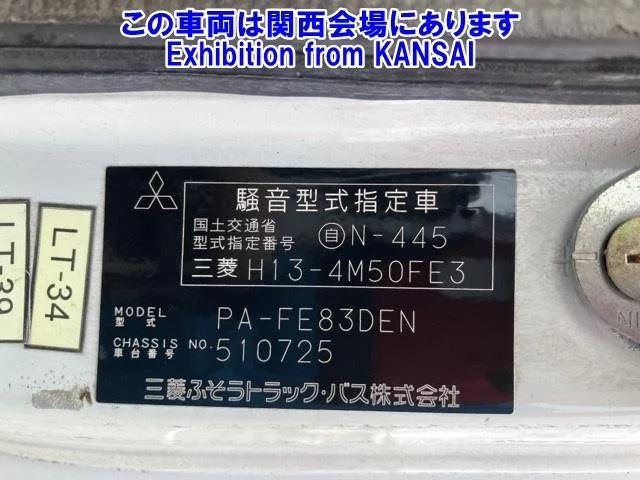 この車両は関西会場にあります
Exhibition from KANSAI
騒音型式指定車
国土交通省
型式指定番号 自 N-445
三菱 H13-4M50FE3
MODEL
型式 PA-FE83DEN
CHASSIS NO.
車台番号 510725
三菱ふそうトラック・バス株式会社
LT-34
LT-39